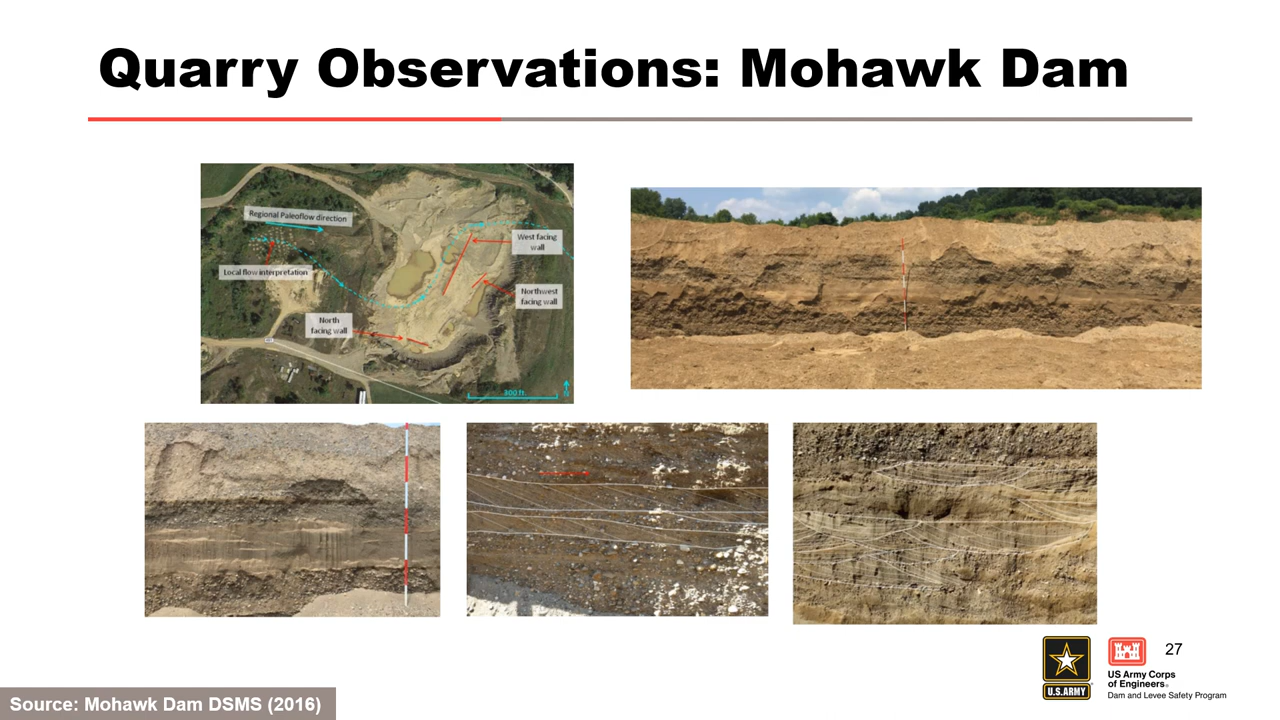 Quarry Observations: Mohawk Dam
Regional Paleoflow direction
West facing
wall
Local flow interpretation
Northwest
facing wall
North
facing wall
300 ft.
27
U.S.ARMY
US Army Corps
of Engineers®
Dam and Levee Safety Program
Source: Mohawk Dam DSMS (2016)